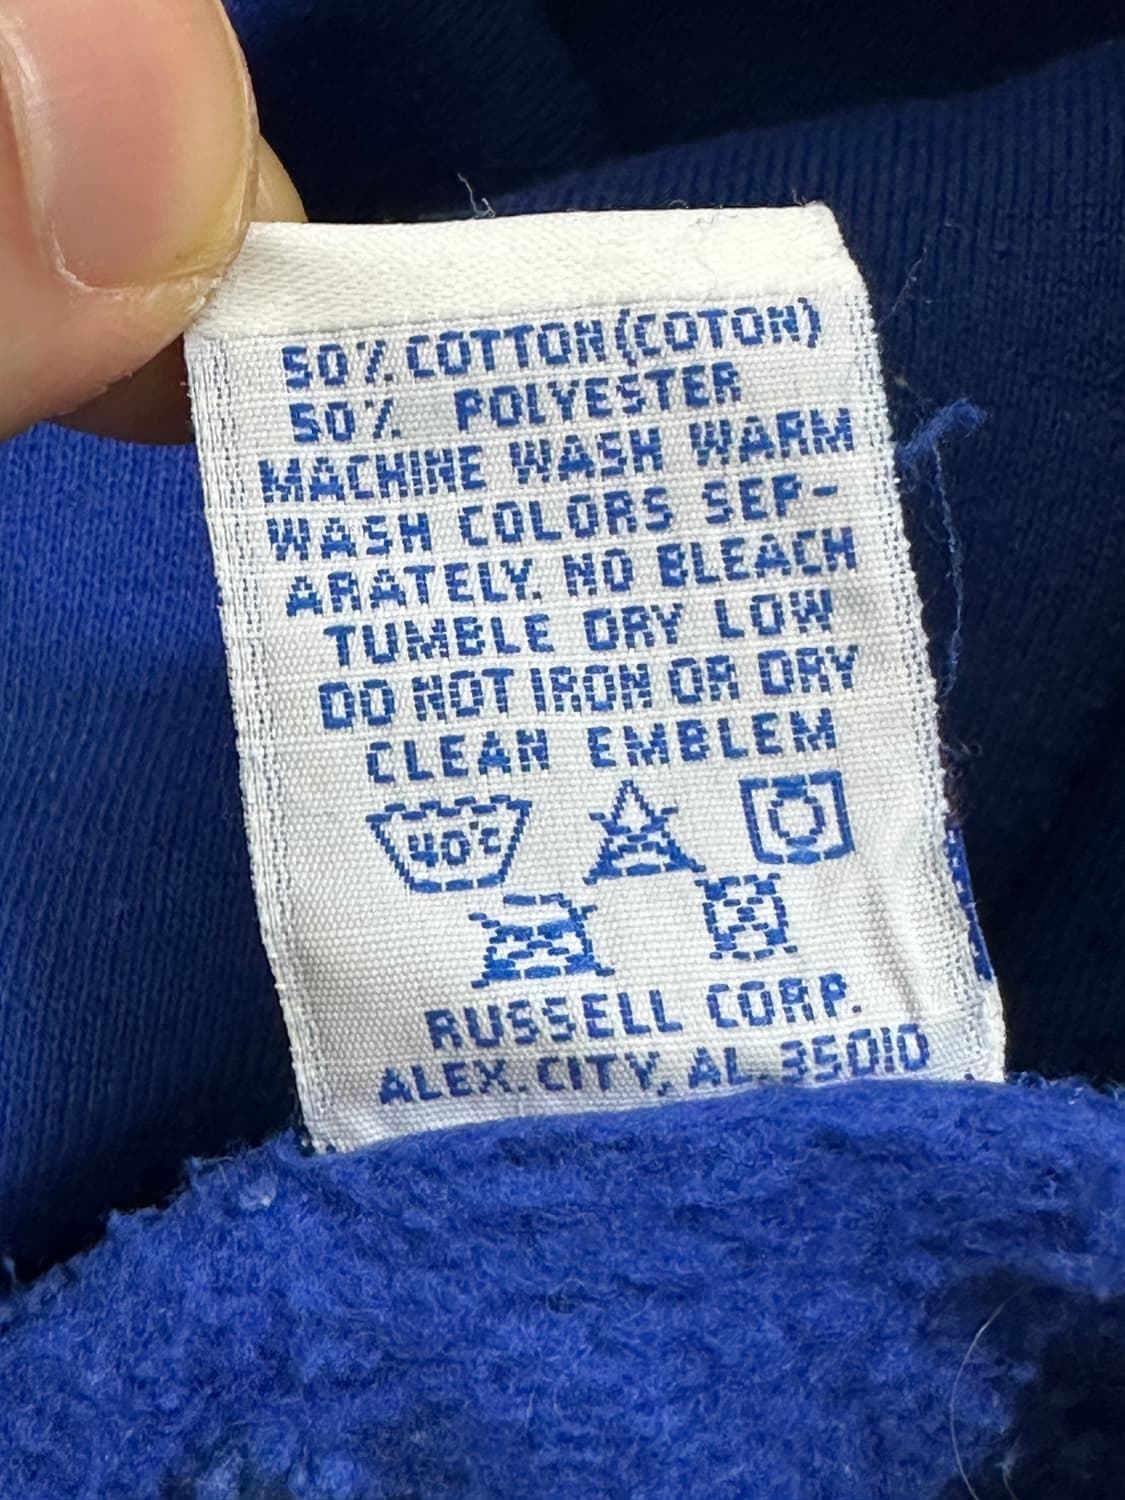 50% COTTON(COTON)
50% POLYESTER
MACHINE WASH WARM
WASH COLORS SEP-
ARATELY. NO BLEACH
TUMBLE DRY LOW
DO NOT IRON OR DRY
CLEAN EMBLEM
40°C
RUSSELL CORP.
ALEX. CITY, AL 35010